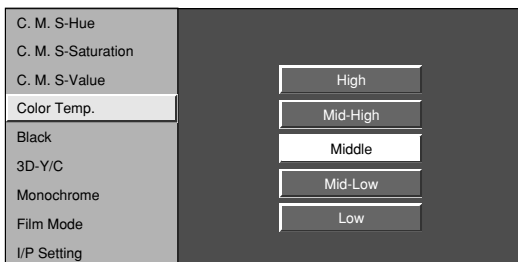 C. M. S-Hue
C. M. S-Saturation
C. M. S-Value
Color Temp.
Black
3D-Y/C
Monochrome
Film Mode
I/P Setting
High
Mid-High
Middle
Mid-Low
Low